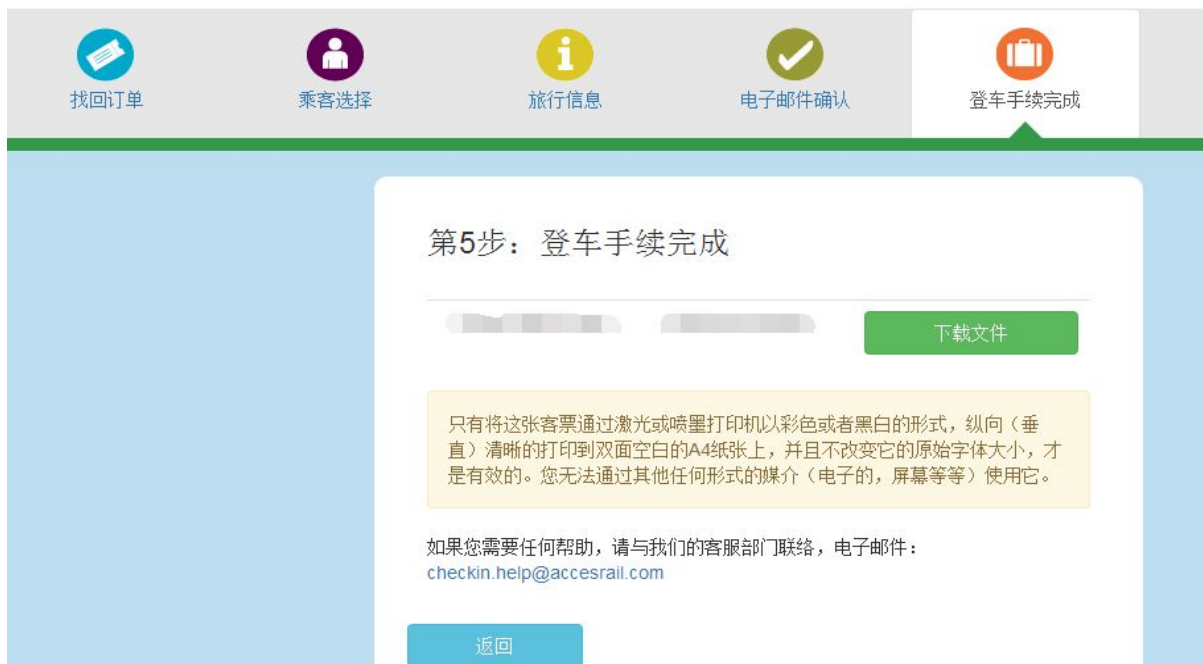 找回订单
乘客选择
旅行信息
电子邮件确认
登车手续完成
第5步：登车手续完成
下载文件
只有将这张客票通过激光或喷墨打印机以彩色或者黑白的形式，纵向（垂
直）清晰的打印到双面空白的A4纸张上，并且不改变它的原始字体大小，才
是有效的。您无法通过其他任何形式的媒介（电子的，屏幕等等）使用它。
如果您需要任何帮助，请与我们的客服部门联络，电子邮件：
checkin.help@accesrail.com
返回